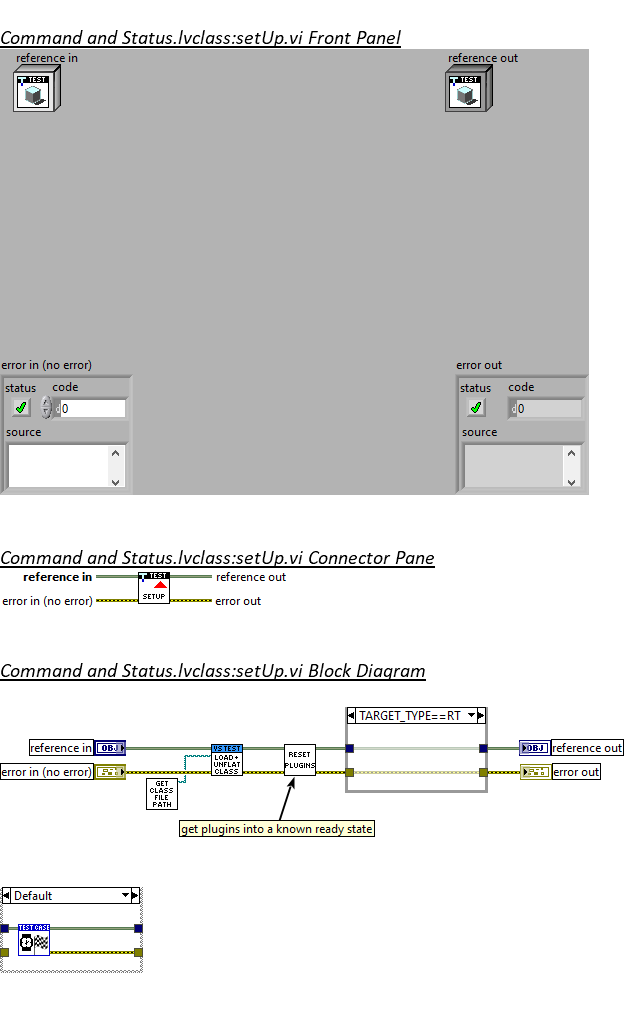 Command and Status.lvclass:setUp.vi Front Panel
reference in
reference out
TEST
TEST
error in (no error)
error out
status code
status code
0
0
source
source
Command and Status.lvclass:setUp.vi Connector Pane
reference in
TEST
reference out
error in (no error)
SETUP
error out
Command and Status.lvclass:setUp.vi Block Diagram
TARGET_TYPE==RT
reference in
OBJ
VS TEST
LOAD+
UNFLAT
CLASS
RESET
PLUGINS
OBJ
reference out
error in (no error)
error out
GET
CLASS
FILE
PATH
get plugins into a known ready state
Default
TEST CASE